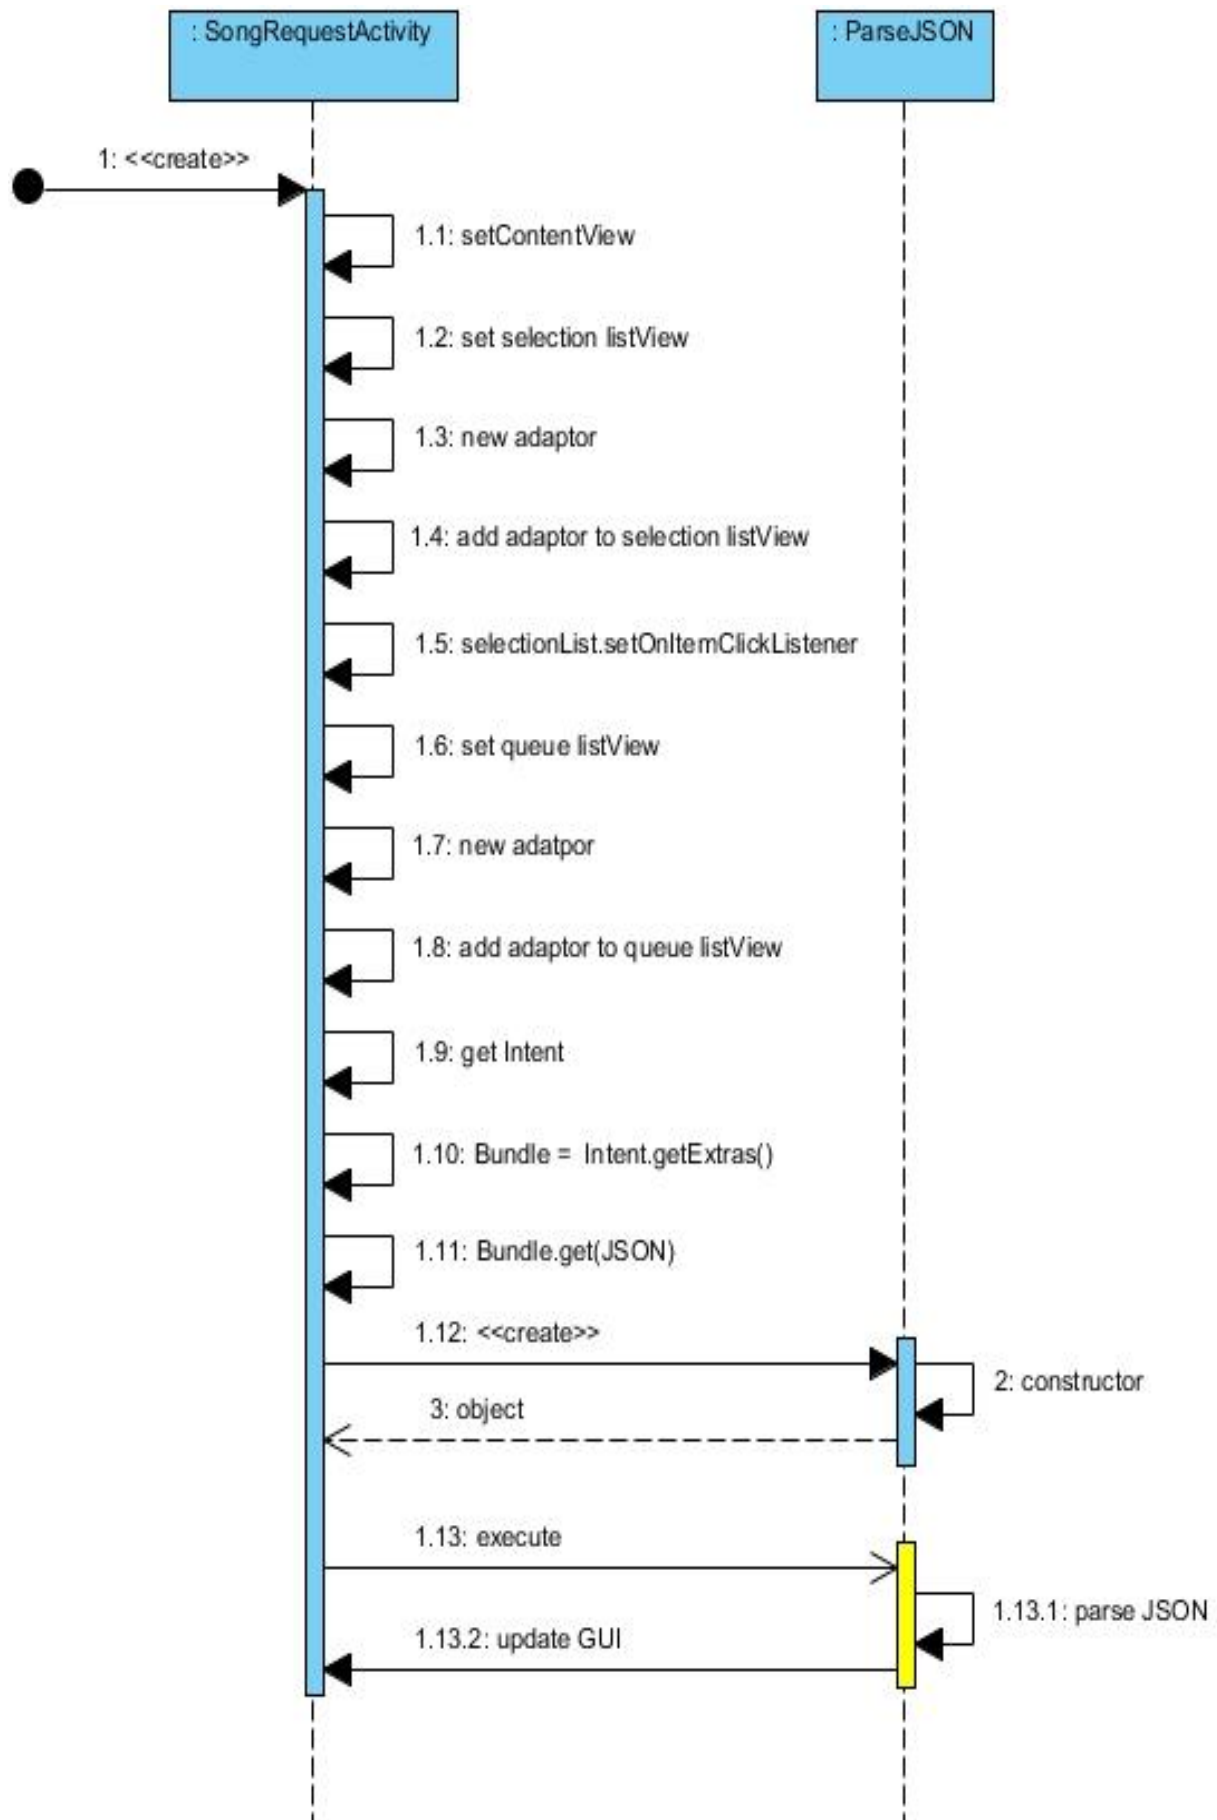 : SongRequestActivity
: ParseJSON
1: <<create>>
1.1: setContentView
1.2: set selection listView
1.3: new adaptor
1.4: add adaptor to selection listView
1.5: selectionList.setOnItemClickListener
1.6: set queue listView
1.7: new adatpor
1.8: add adaptor to queue listView
1.9: get Intent
1.10: Bundle = Intent.getExtras()
1.11: Bundle.get(JSON)
1.12: <<create>>
2: constructor
3: object
1.13: execute
1.13.1: parse JSON
1.13.2: update GUI